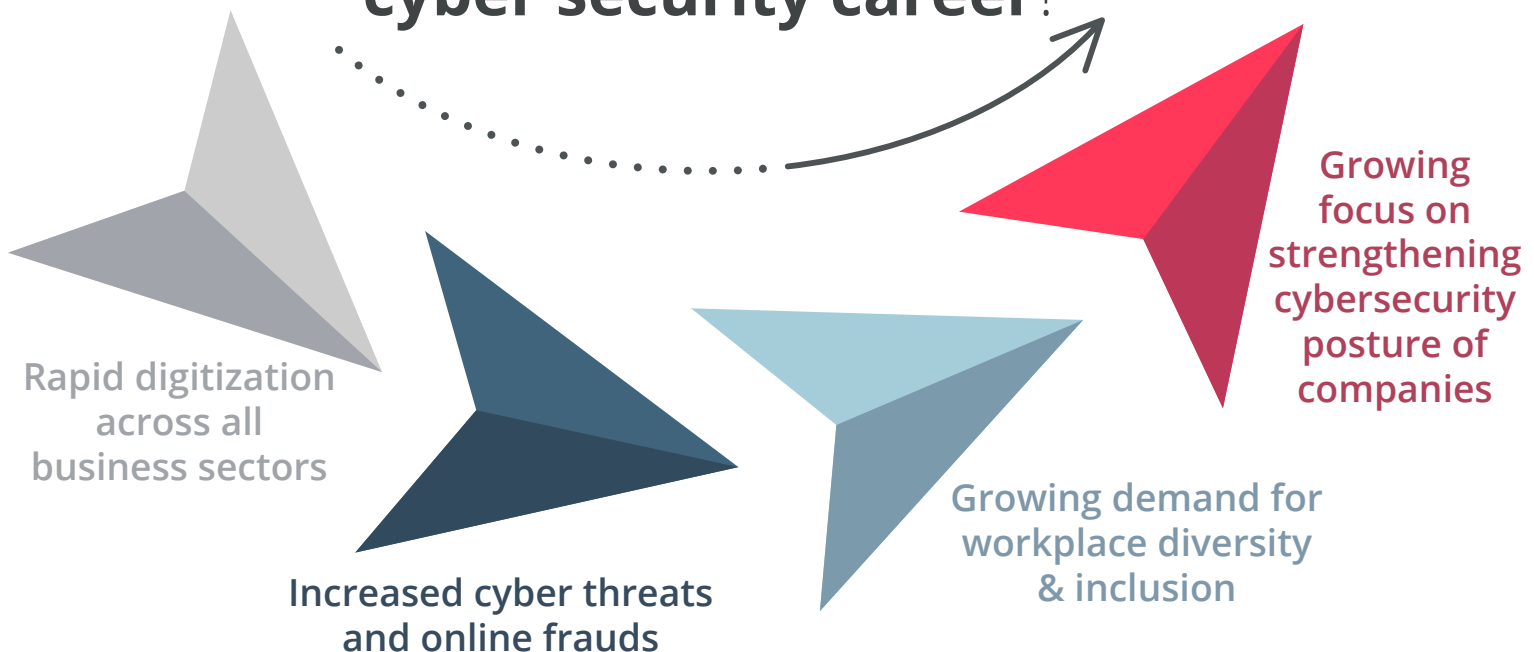 cyber security career?
Growing
focus on
strengthening
cybersecurity
posture of
companies
Rapid digitization
across all
business sectors
Growing demand for
workplace diversity
& inclusion
Increased cyber threats
and online frauds